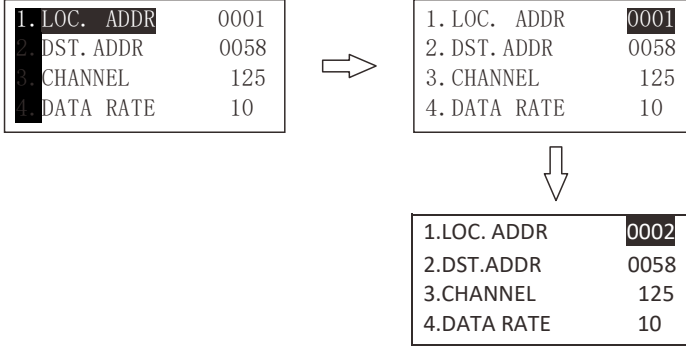 1. LOC. ADDR 0001
2. DST. ADDR 0058
3. CHANNEL 125
4. DATA RATE 10
1. LOC. ADDR 0001
2. DST. ADDR 0058
3. CHANNEL 125
4. DATA RATE 10
1.LOC. ADDR 0002
2.DST.ADDR 0058
3.CHANNEL 125
4.DATA RATE 10